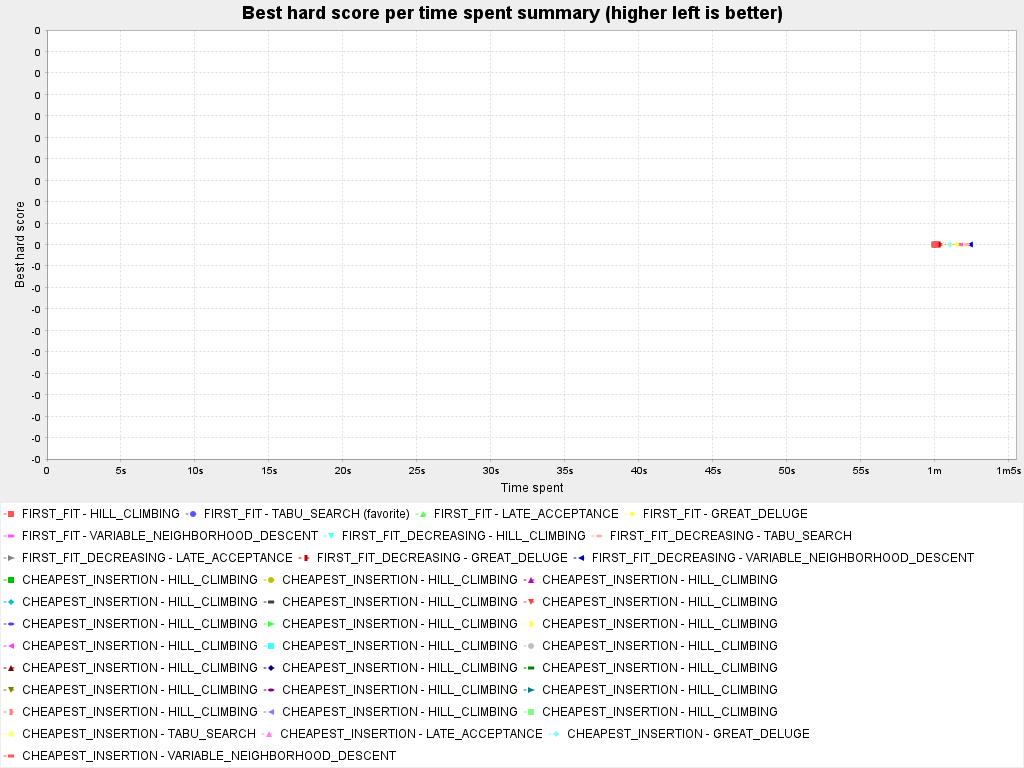 Best hard score per time spent summary (higher left is better)
Best hard score
0
0
0
0
0
0
0
0
0
0
0
-0
-0
-0
-0
-0
-0
-0
-0
-0
-0
0 5s 10s 15s 20s 25s 30s 35s 40s 45s 50s 55s 1m 1m5s
Time spent
FIRST_FIT - HILL_CLIMBING FIRST_FIT - TABU_SEARCH (favorite) FIRST_FIT - LATE_ACCEPTANCE FIRST_FIT - GREAT_DELUGE
FIRST_FIT - VARIABLE_NEIGHBORHOOD_DESCENT FIRST_FIT_DECREASING - HILL_CLIMBING FIRST_FIT_DECREASING - TABU_SEARCH
FIRST_FIT_DECREASING - LATE_ACCEPTANCE FIRST_FIT_DECREASING - GREAT_DELUGE FIRST_FIT_DECREASING - VARIABLE_NEIGHBORHOOD_DESCENT
CHEAPEST_INSERTION - HILL_CLIMBING CHEAPEST_INSERTION - HILL_CLIMBING CHEAPEST_INSERTION - HILL_CLIMBING
CHEAPEST_INSERTION - HILL_CLIMBING CHEAPEST_INSERTION - HILL_CLIMBING CHEAPEST_INSERTION - HILL_CLIMBING
CHEAPEST_INSERTION - HILL_CLIMBING CHEAPEST_INSERTION - HILL_CLIMBING CHEAPEST_INSERTION - HILL_CLIMBING
CHEAPEST_INSERTION - HILL_CLIMBING CHEAPEST_INSERTION - HILL_CLIMBING CHEAPEST_INSERTION - HILL_CLIMBING
CHEAPEST_INSERTION - HILL_CLIMBING CHEAPEST_INSERTION - HILL_CLIMBING CHEAPEST_INSERTION - HILL_CLIMBING
CHEAPEST_INSERTION - HILL_CLIMBING CHEAPEST_INSERTION - HILL_CLIMBING CHEAPEST_INSERTION - HILL_CLIMBING
CHEAPEST_INSERTION - HILL_CLIMBING CHEAPEST_INSERTION - HILL_CLIMBING CHEAPEST_INSERTION - HILL_CLIMBING
CHEAPEST_INSERTION - TABU_SEARCH CHEAPEST_INSERTION - LATE_ACCEPTANCE CHEAPEST_INSERTION - GREAT_DELUGE
CHEAPEST_INSERTION - VARIABLE_NEIGHBORHOOD_DESCENT